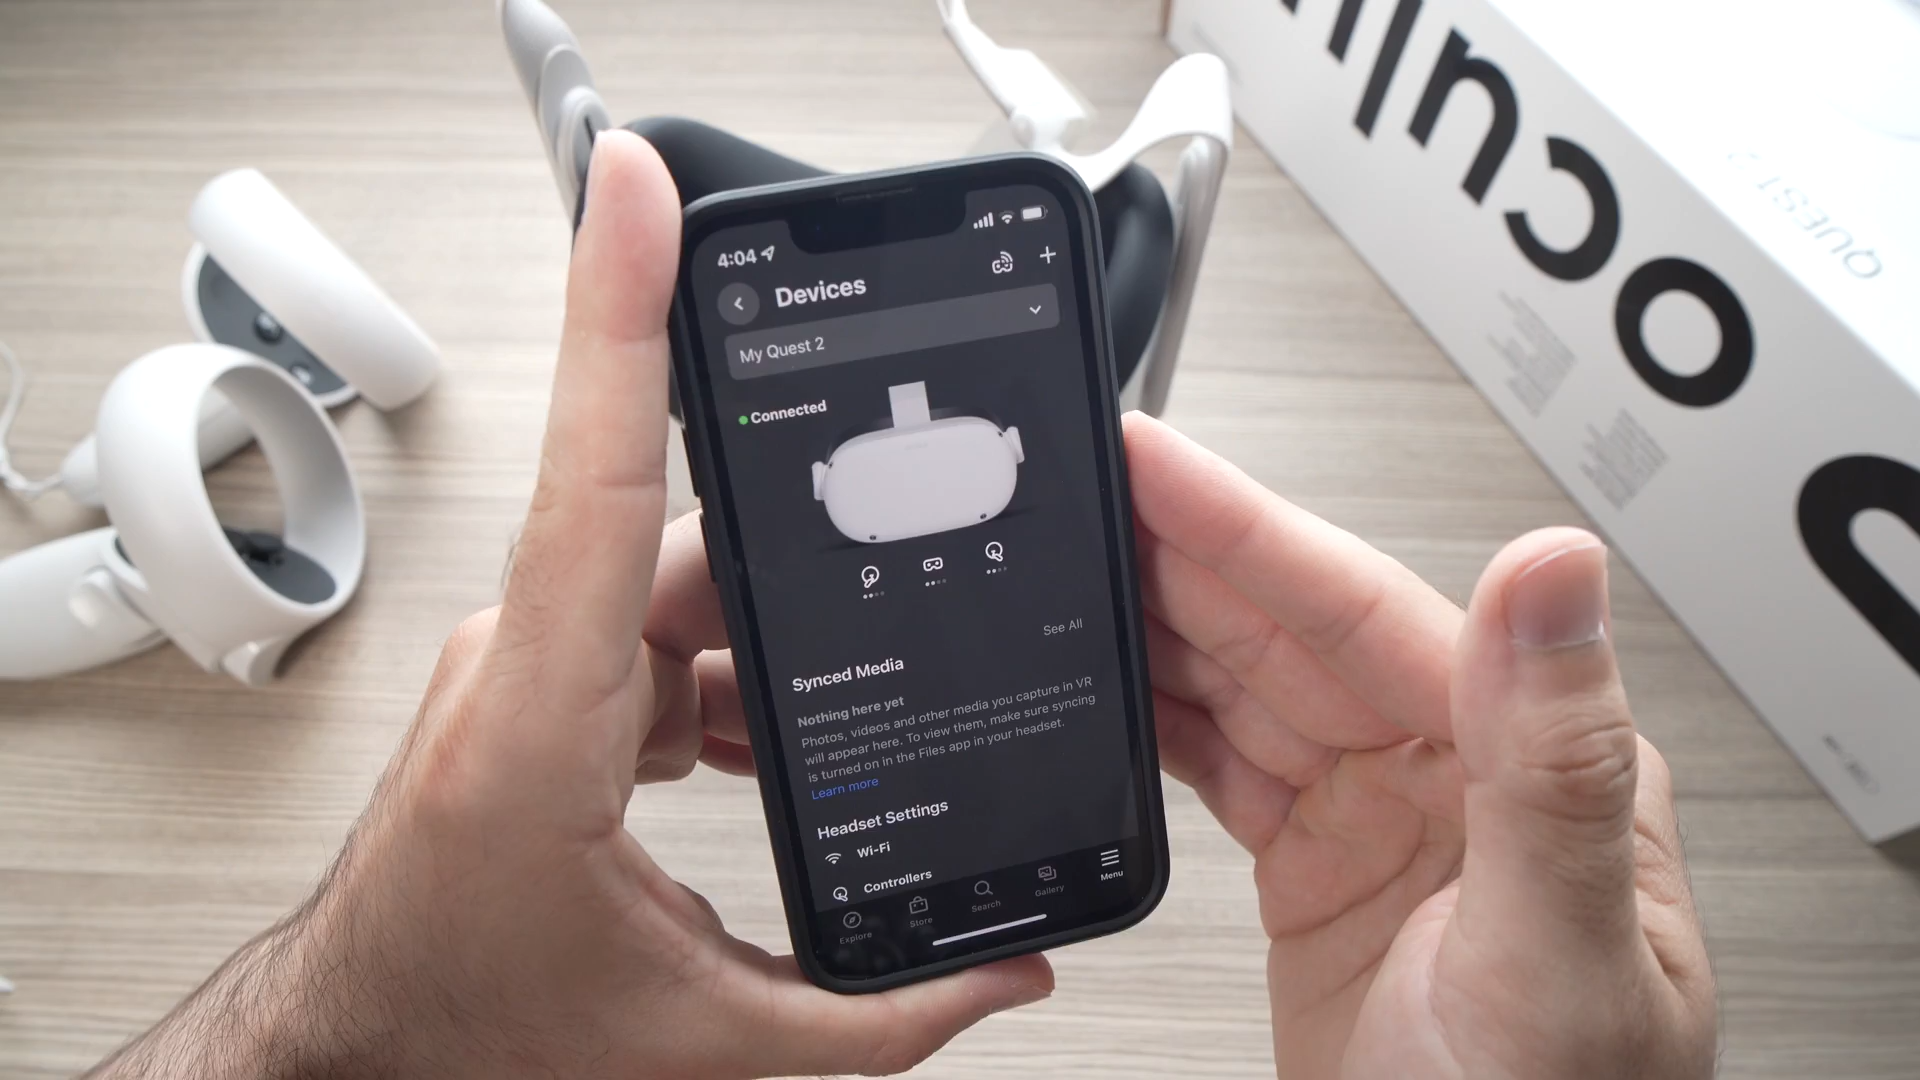 4:04
Devices
My Quest 2
Connected
See All
Synced Media
Nothing here yet
Photos, videos and other media you capture in VR
will appear here. To view them, make sure syncing
is turned on in the Files app in your headset.
Learn more
Headset Settings
Wi-Fi
Controllers
Explore
Store
Search
Gallery
Menu
ocul
QUEST 2